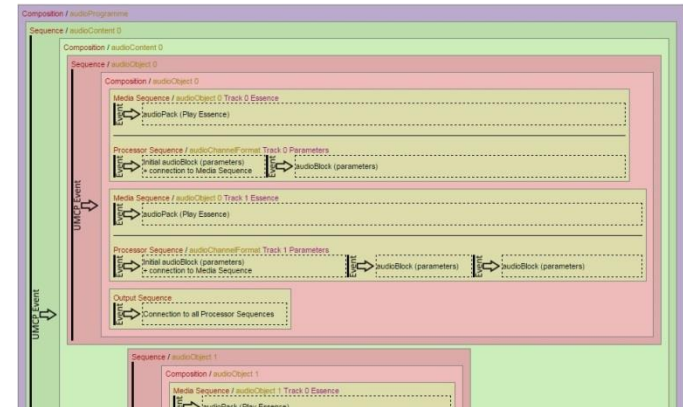 Composition / audioProgramme
Sequence / audioContent 0
Composition / audioContent 0
Sequence / audioObject 0
Composition / audioObject 0
Media Sequence / audioObject 0 Track 0 Essence
Event
audioPack (Play Essence)
Processor Sequence / audioChannelFormat Track 0 Parameters
Event
Initial audioBlock (parameters)
+ connection to Media Sequence
Event
audioBlock (parameters)
Media Sequence / audioObject 0 Track 1 Essence
Event
audioPack (Play Essence)
Processor Sequence / audioChannelFormat Track 1 Parameters
Event
Initial audioBlock (parameters)
+ connection to Media Sequence
Event
audioBlock (parameters)
Event
audioBlock (parameters)
Output Sequence
Event
Connection to all Processor Sequences
UMCP Event
UMCP Event
Sequence / audioObject 1
Composition / audioObject 1
Media Sequence / audioObject 1 Track 0 Essence
audioPack (Play Essence)